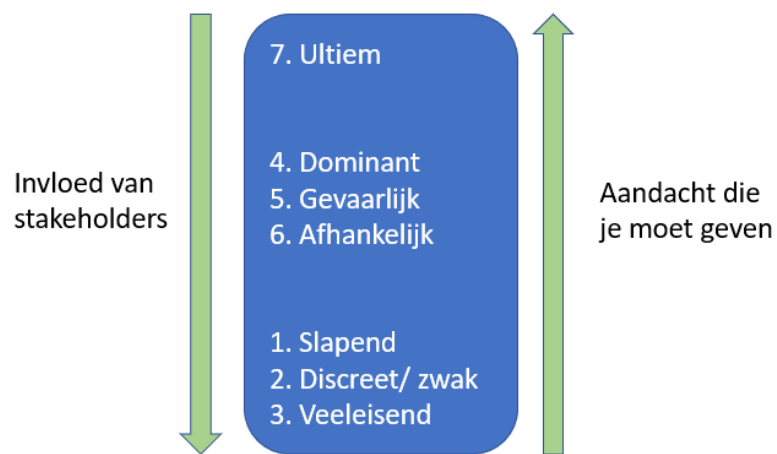 Invloed van
stakeholders
7. Ultiem
4. Dominant
5. Gevaarlijk
6. Afhankelijk
1. Slapend
2. Discreet/ zwak
3. Veeleisend
Aandacht die
je moet geven